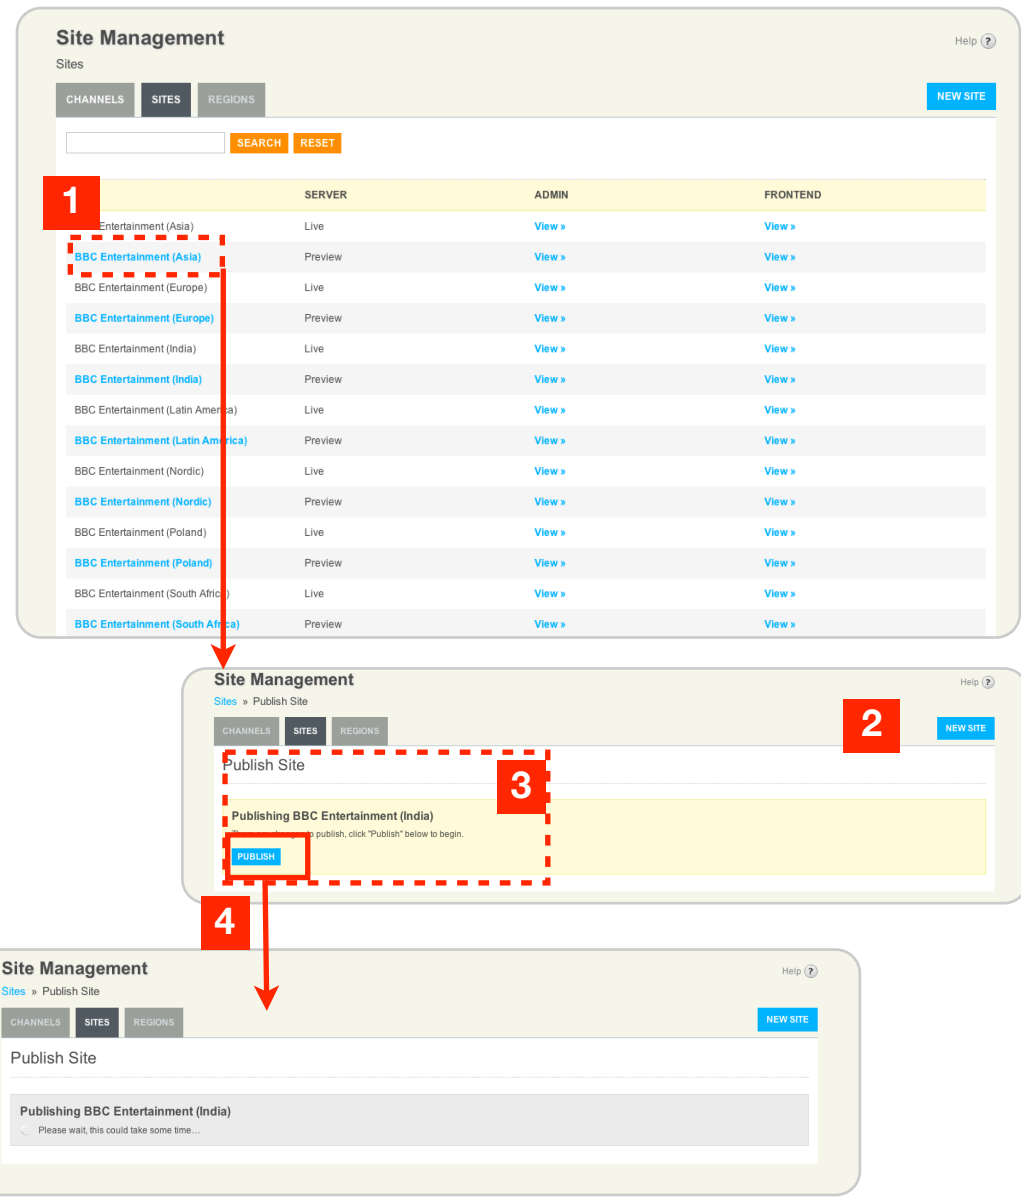 Site Management
Help ?
Sites
CHANNELS SITES REGIONS NEW SITE
SEARCH RESET
1 SERVER ADMIN FRONTEND
Entertainment (Asia) Live View » View »
BBC Entertainment (Asia) Preview View » View »
BBC Entertainment (Europe) Live View » View »
BBC Entertainment (Europe) Preview View » View »
BBC Entertainment (India) Live View » View »
BBC Entertainment (India) Preview View » View »
BBC Entertainment (Latin America) Live View » View »
BBC Entertainment (Latin America) Preview View » View »
BBC Entertainment (Nordic) Live View » View »
BBC Entertainment (Nordic) Preview View » View »
BBC Entertainment (Poland) Live View » View »
BBC Entertainment (Poland) Preview View » View »
BBC Entertainment (South Africa) Live View » View »
BBC Entertainment (South Africa) Preview View » View »
Site Management
Help ?
Sites » Publish Site
2
CHANNELS SITES REGIONS NEW SITE
Publish Site
3
Publishing BBC Entertainment (India)
to publish, click "Publish" below to begin.
PUBLISH
4
Site Management
Help ?
Sites » Publish Site
CHANNELS SITES REGIONS NEW SITE
Publish Site
Publishing BBC Entertainment (India)
Please wait, this could take some time...